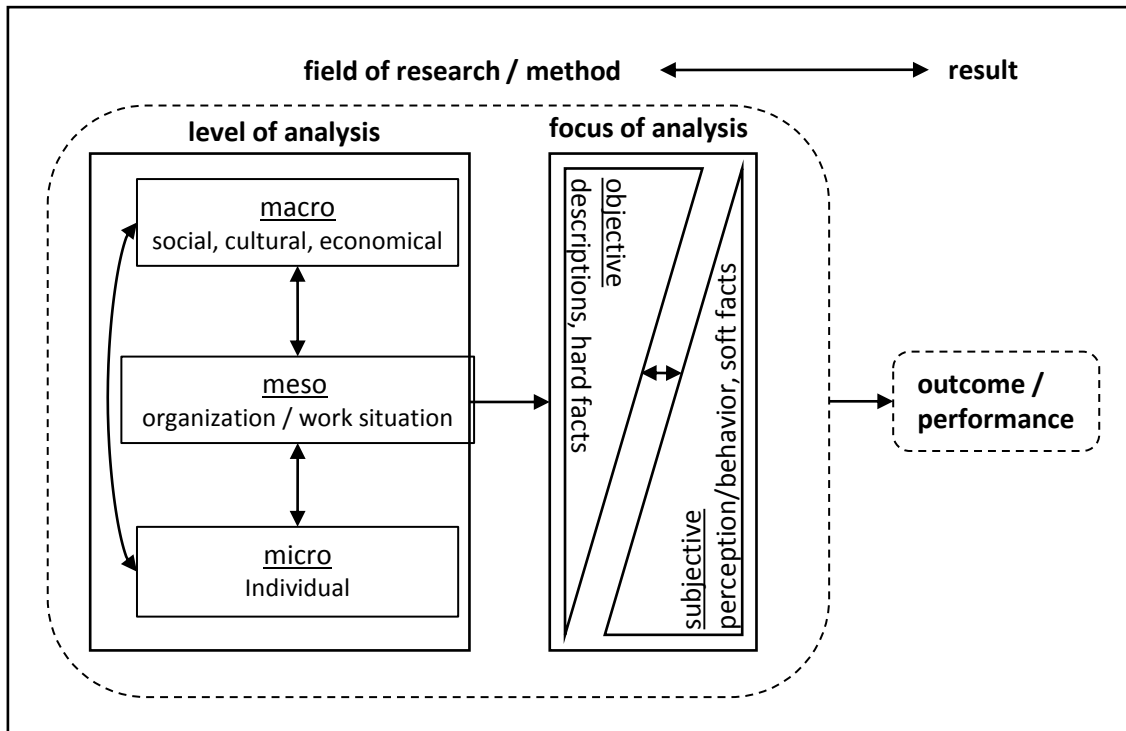 field of research / method
result
level of analysis
focus of analysis
macro
social, cultural, economical
meso
organization / work situation
micro
Individual
objective
descriptions, hard facts
subjective
perception/behavior, soft facts
outcome /
performance